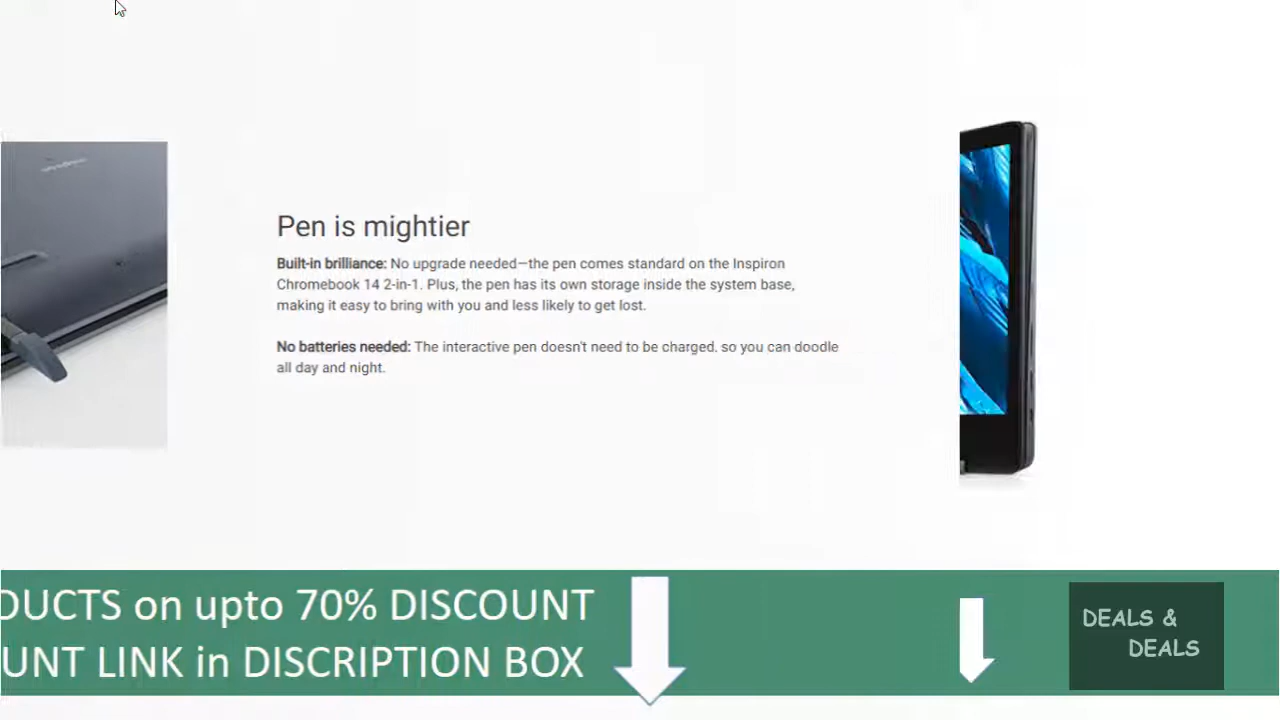 Pen is mightier
Built-in brilliance: No upgrade needed—the pen comes standard on the Inspiron
Chromebook 14 2-in-1. Plus, the pen has its own storage inside the system base,
making it easy to bring with you and less likely to get lost.
No batteries needed: The interactive pen doesn't need to be charged. so you can doodle
all day and night.
DUCTS on upto 70% DISCOUNT
UNT LINK in DISCRIPTION BOX
DEALS &
DEALS